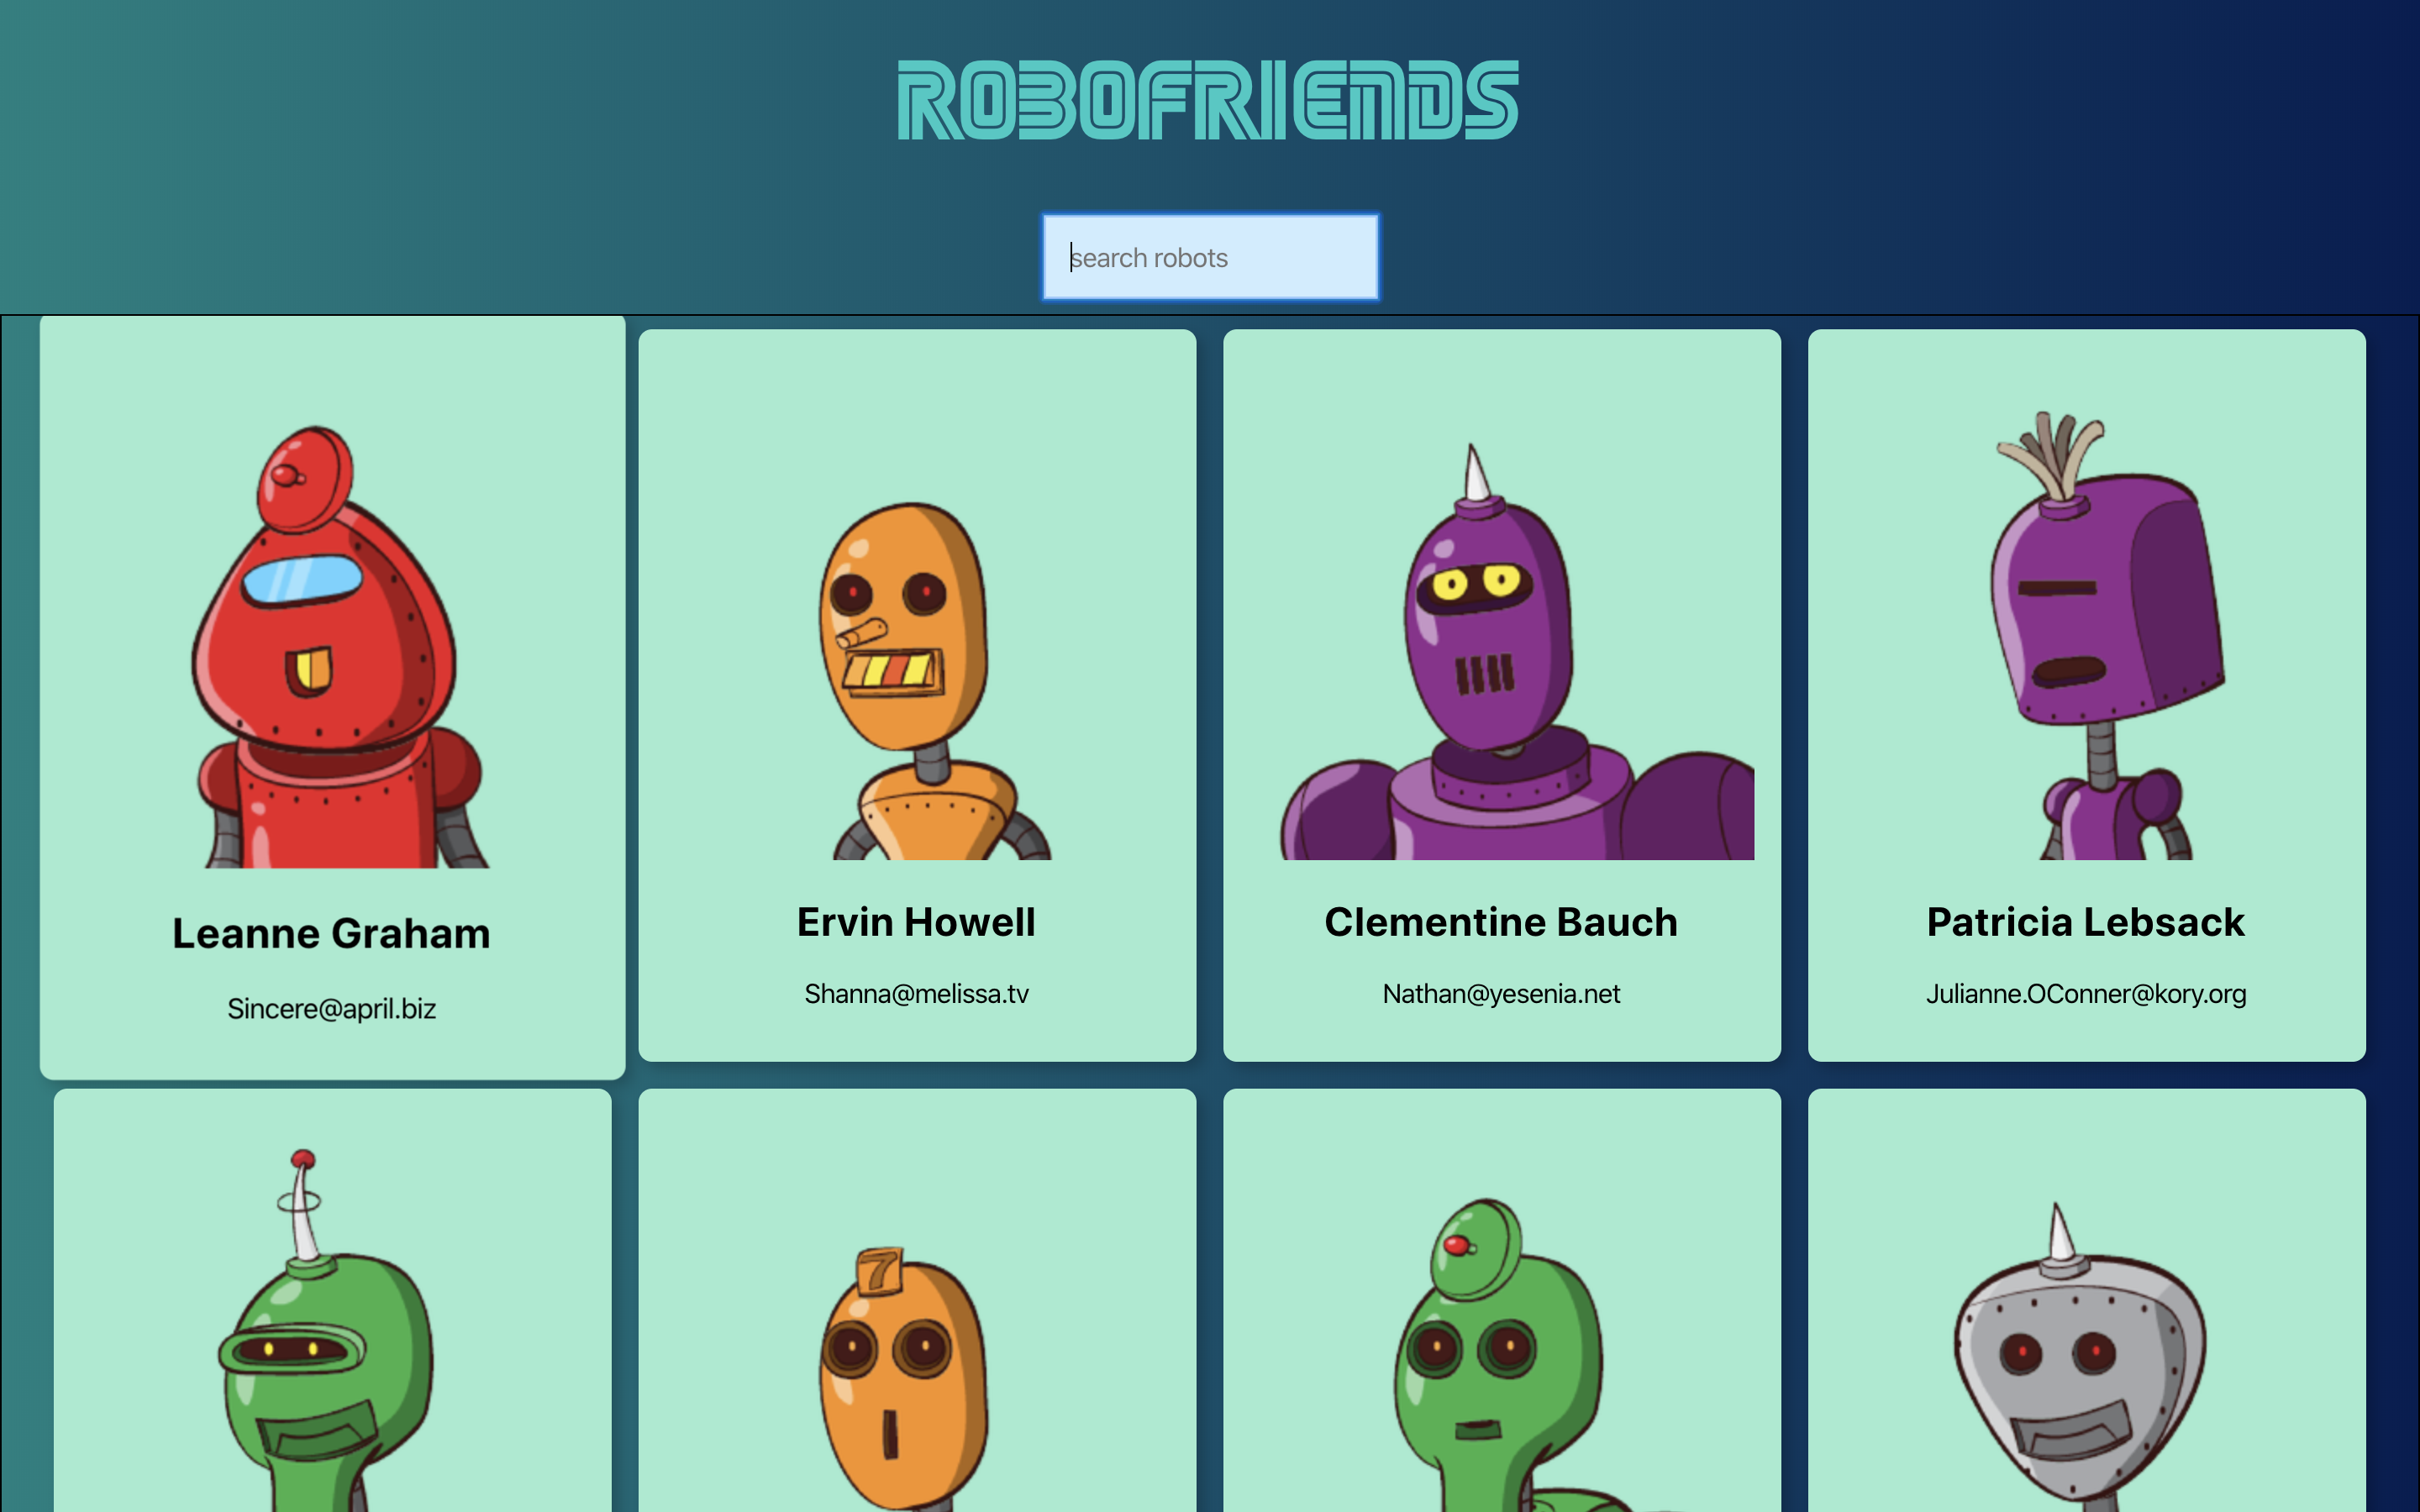 ROBOFRIENDS
search robots
Leanne Graham
Sincere@april.biz
Ervin Howell
Shanna@melissa.tv
Clementine Bauch
Nathan@yesenia.net
Patricia Lebsack
Julianne.OConner@kory.org
7